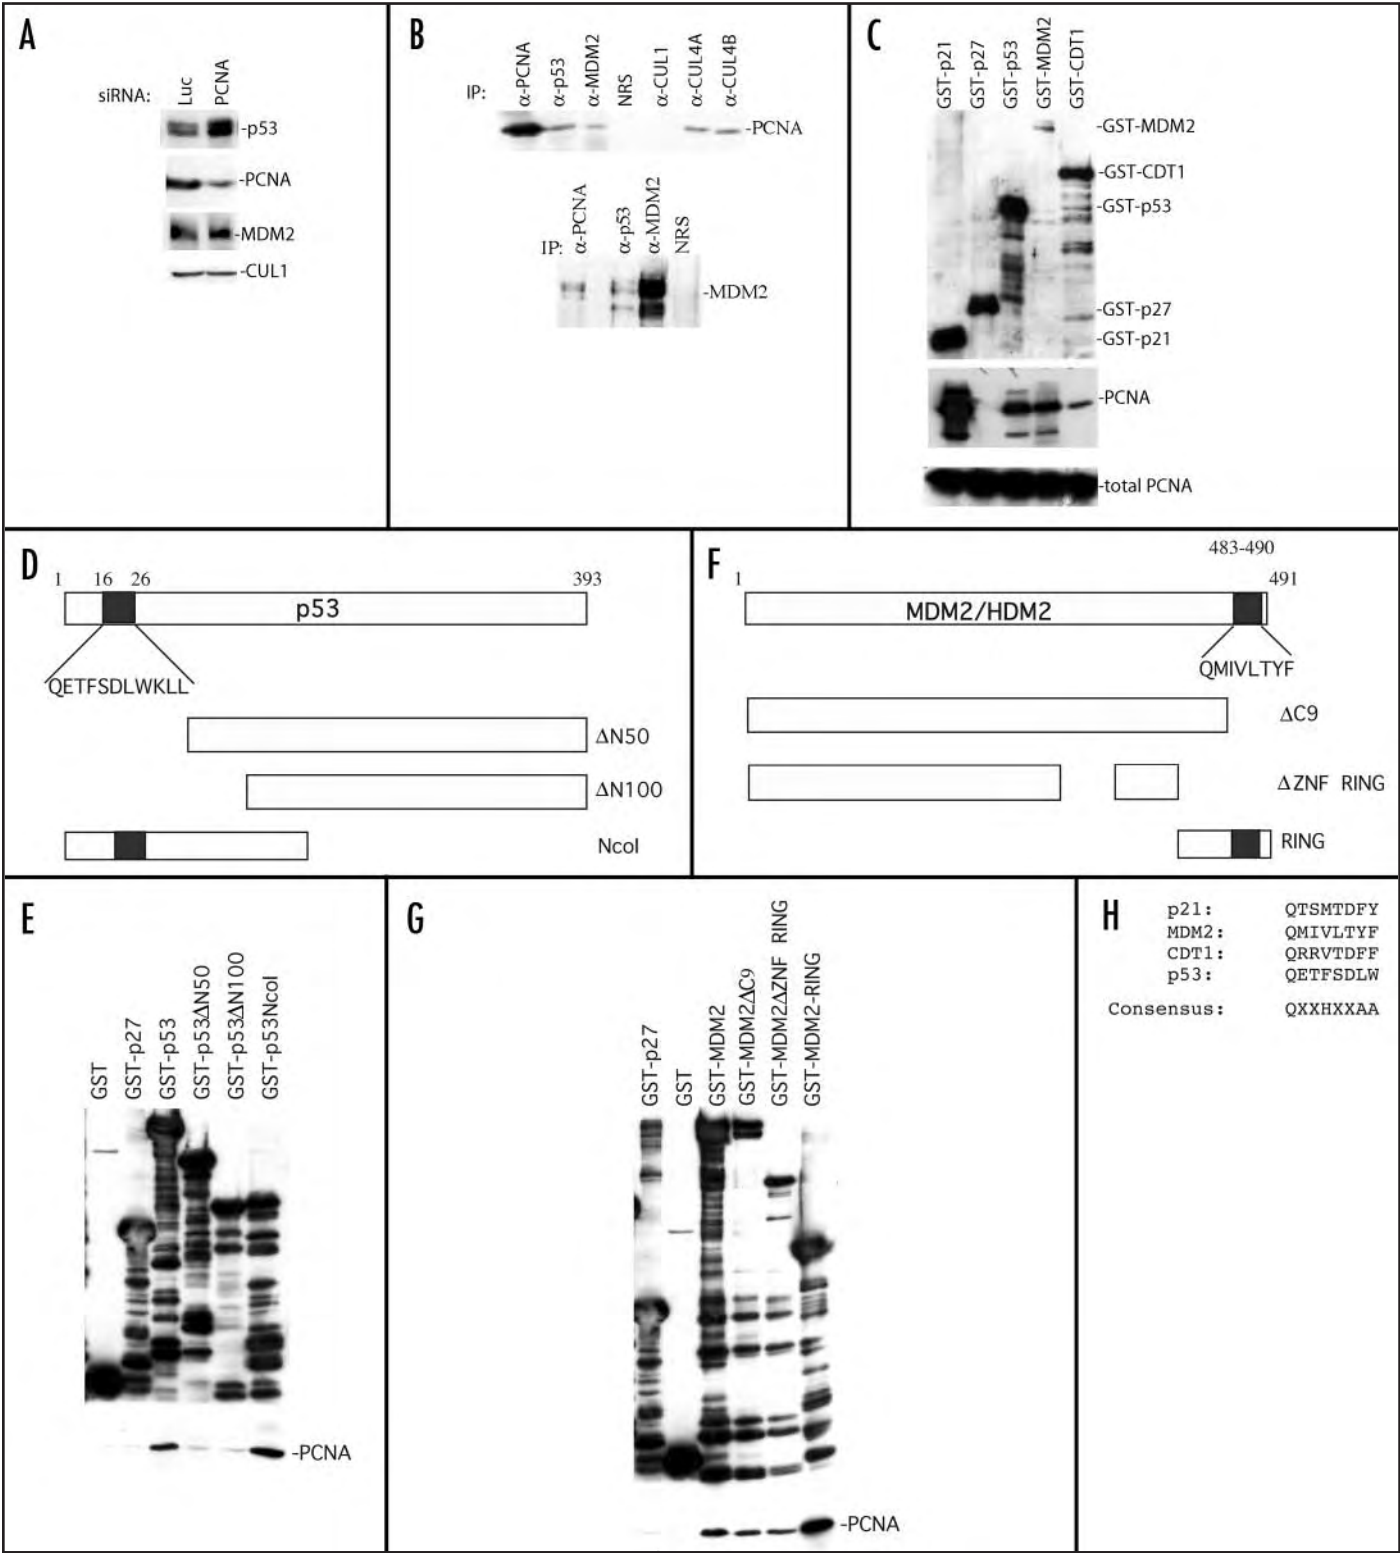 A
siRNA: Luc PCNA
-p53
-PCNA
-MDM2
-CUL1
B
IP: α-PCNA α-p53 α-MDM2 NRS α-CUL1 α-CUL4A α-CUL4B
-PCNA
IP: α-PCNA α-p53 α-MDM2 NRS
-MDM2
C
GST-p21 GST-p27 GST-p53 GST-MDM2 GST-CDT1
-GST-MDM2
-GST-CDT1
-GST-p53
-GST-p27
-GST-p21
-PCNA
-total PCNA
D
1 16 26 393
p53
QETFSDLWKLL
ΔN50
ΔN100
NcoI
F
483-490
1 491
MDM2/HDM2
QMIVLTYF
ΔC9
ΔZNF RING
RING
E
GST GST-p27 GST-p53 GST-p53ΔN50 GST-p53ΔN100 GST-p53NcoI
-PCNA
G
GST-p27 GST GST-MDM2 GST-MDM2ΔC9 GST-MDM2ΔZNF RING GST-MDM2-RING
-PCNA
H
p21: QTSMTDFY
MDM2: QMIVLTYF
CDT1: QRRVTDFF
p53: QETFSDLW
Consensus: QXXHXXAA